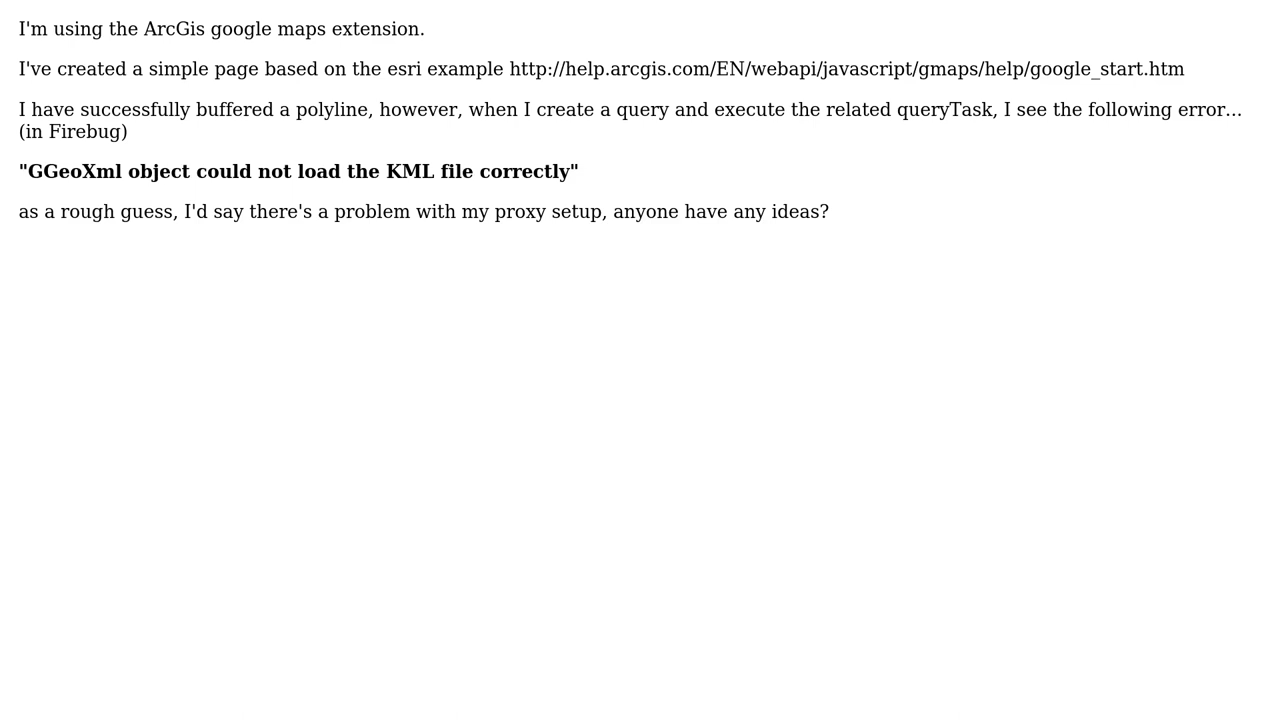 I'm using the ArcGis google maps extension.
I've created a simple page based on the esri example http://help.arcgis.com/EN/webapi/javascript/gmaps/help/google_start.htm
I have successfully buffered a polyline, however, when I create a query and execute the related queryTask, I see the following error...
(in Firebug)
"GGeoXml object could not load the KML file correctly"
as a rough guess, I'd say there's a problem with my proxy setup, anyone have any ideas?